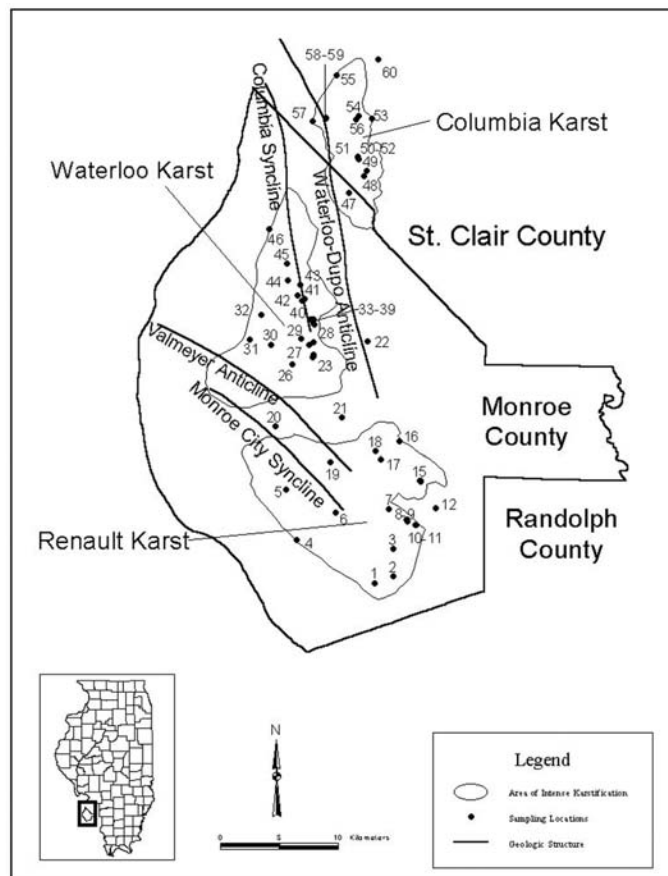 58-59
60
55
57
54
53
56
Columbia Karst
51
50-52
49
48
47
Columbia Syncline
Waterloo Karst
Waterloo-Dupo Anticline
St. Clair County
46
45
43
44
41
42
40
33-39
32
29
28
31
30
27
23
22
26
Valmeyer Anticline
Monroe City Syncline
Monroe
County
21
20
16
18
17
19
15
5
7
12
8-9
6
10-11
Randolph
County
Renault Karst
4
3
1
2
N
0
5
10
Kilometers
Legend
Area of Intense Karstification
Sampling Locations
Geologic Structure